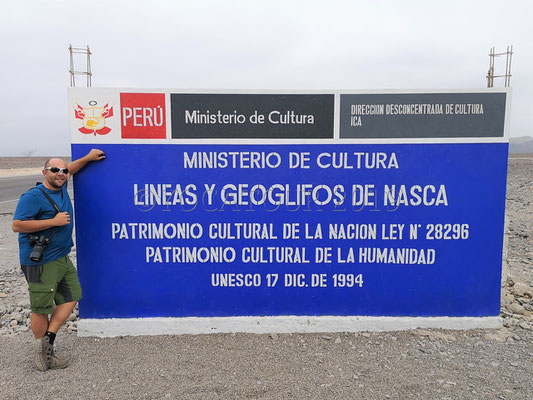 PERÚ
Ministerio de Cultura
DIRECCION DESCONCENTRADA DE CULTURA
ICA
MINISTERIO DE CULTURA
LINEAS Y GEOGLIFOS DE NASCA
PATRIMONIO CULTURAL DE LA NACION LEY N° 28296
PATRIMONIO CULTURAL DE LA HUMANIDAD
UNESCO 17 DIC. DE 1994